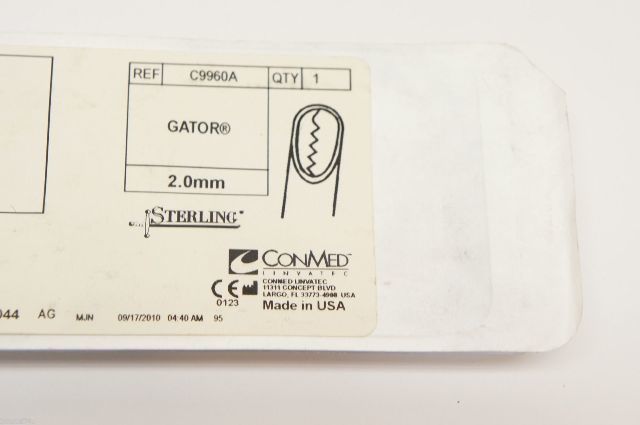 REF C9960A QTY 1
GATOR®
2.0mm
STERLING
CONMED
LINVATEC
CONMED LINVATEC
11311 CONCEPT BLVD
LARGO, FL 33773-4908 USA
CE
0123
Made in USA
044 AG MJN 09/17/2010 04:40 AM 95